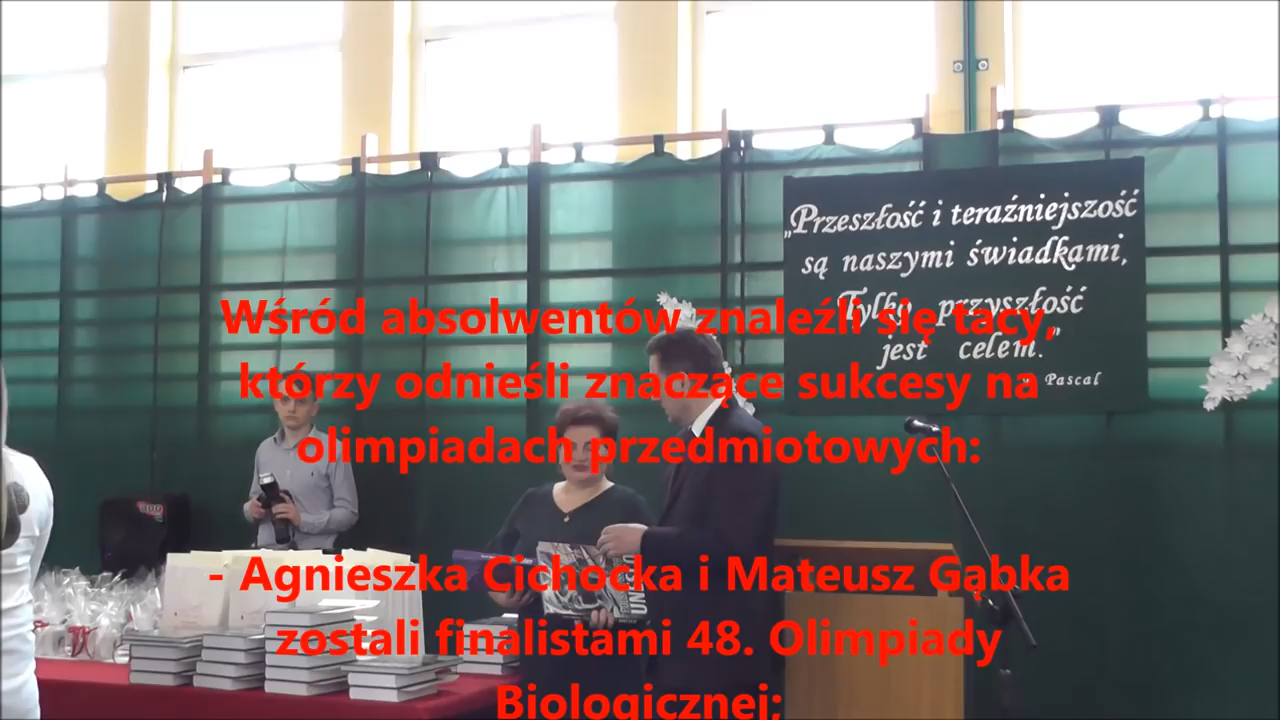 „Przeszłość i teraźniejszość
są naszymi świadkami,
Tylko przyszłość
jest celem."
Pascal
Wśród absolwentów znaleźli się tacy,
którzy odnieśli znaczące sukcesy na
olimpiadach przedmiotowych:
- Agnieszka Cichocka i Mateusz Gąbka
zostali finalistami 48. Olimpiady
Biologicznej;